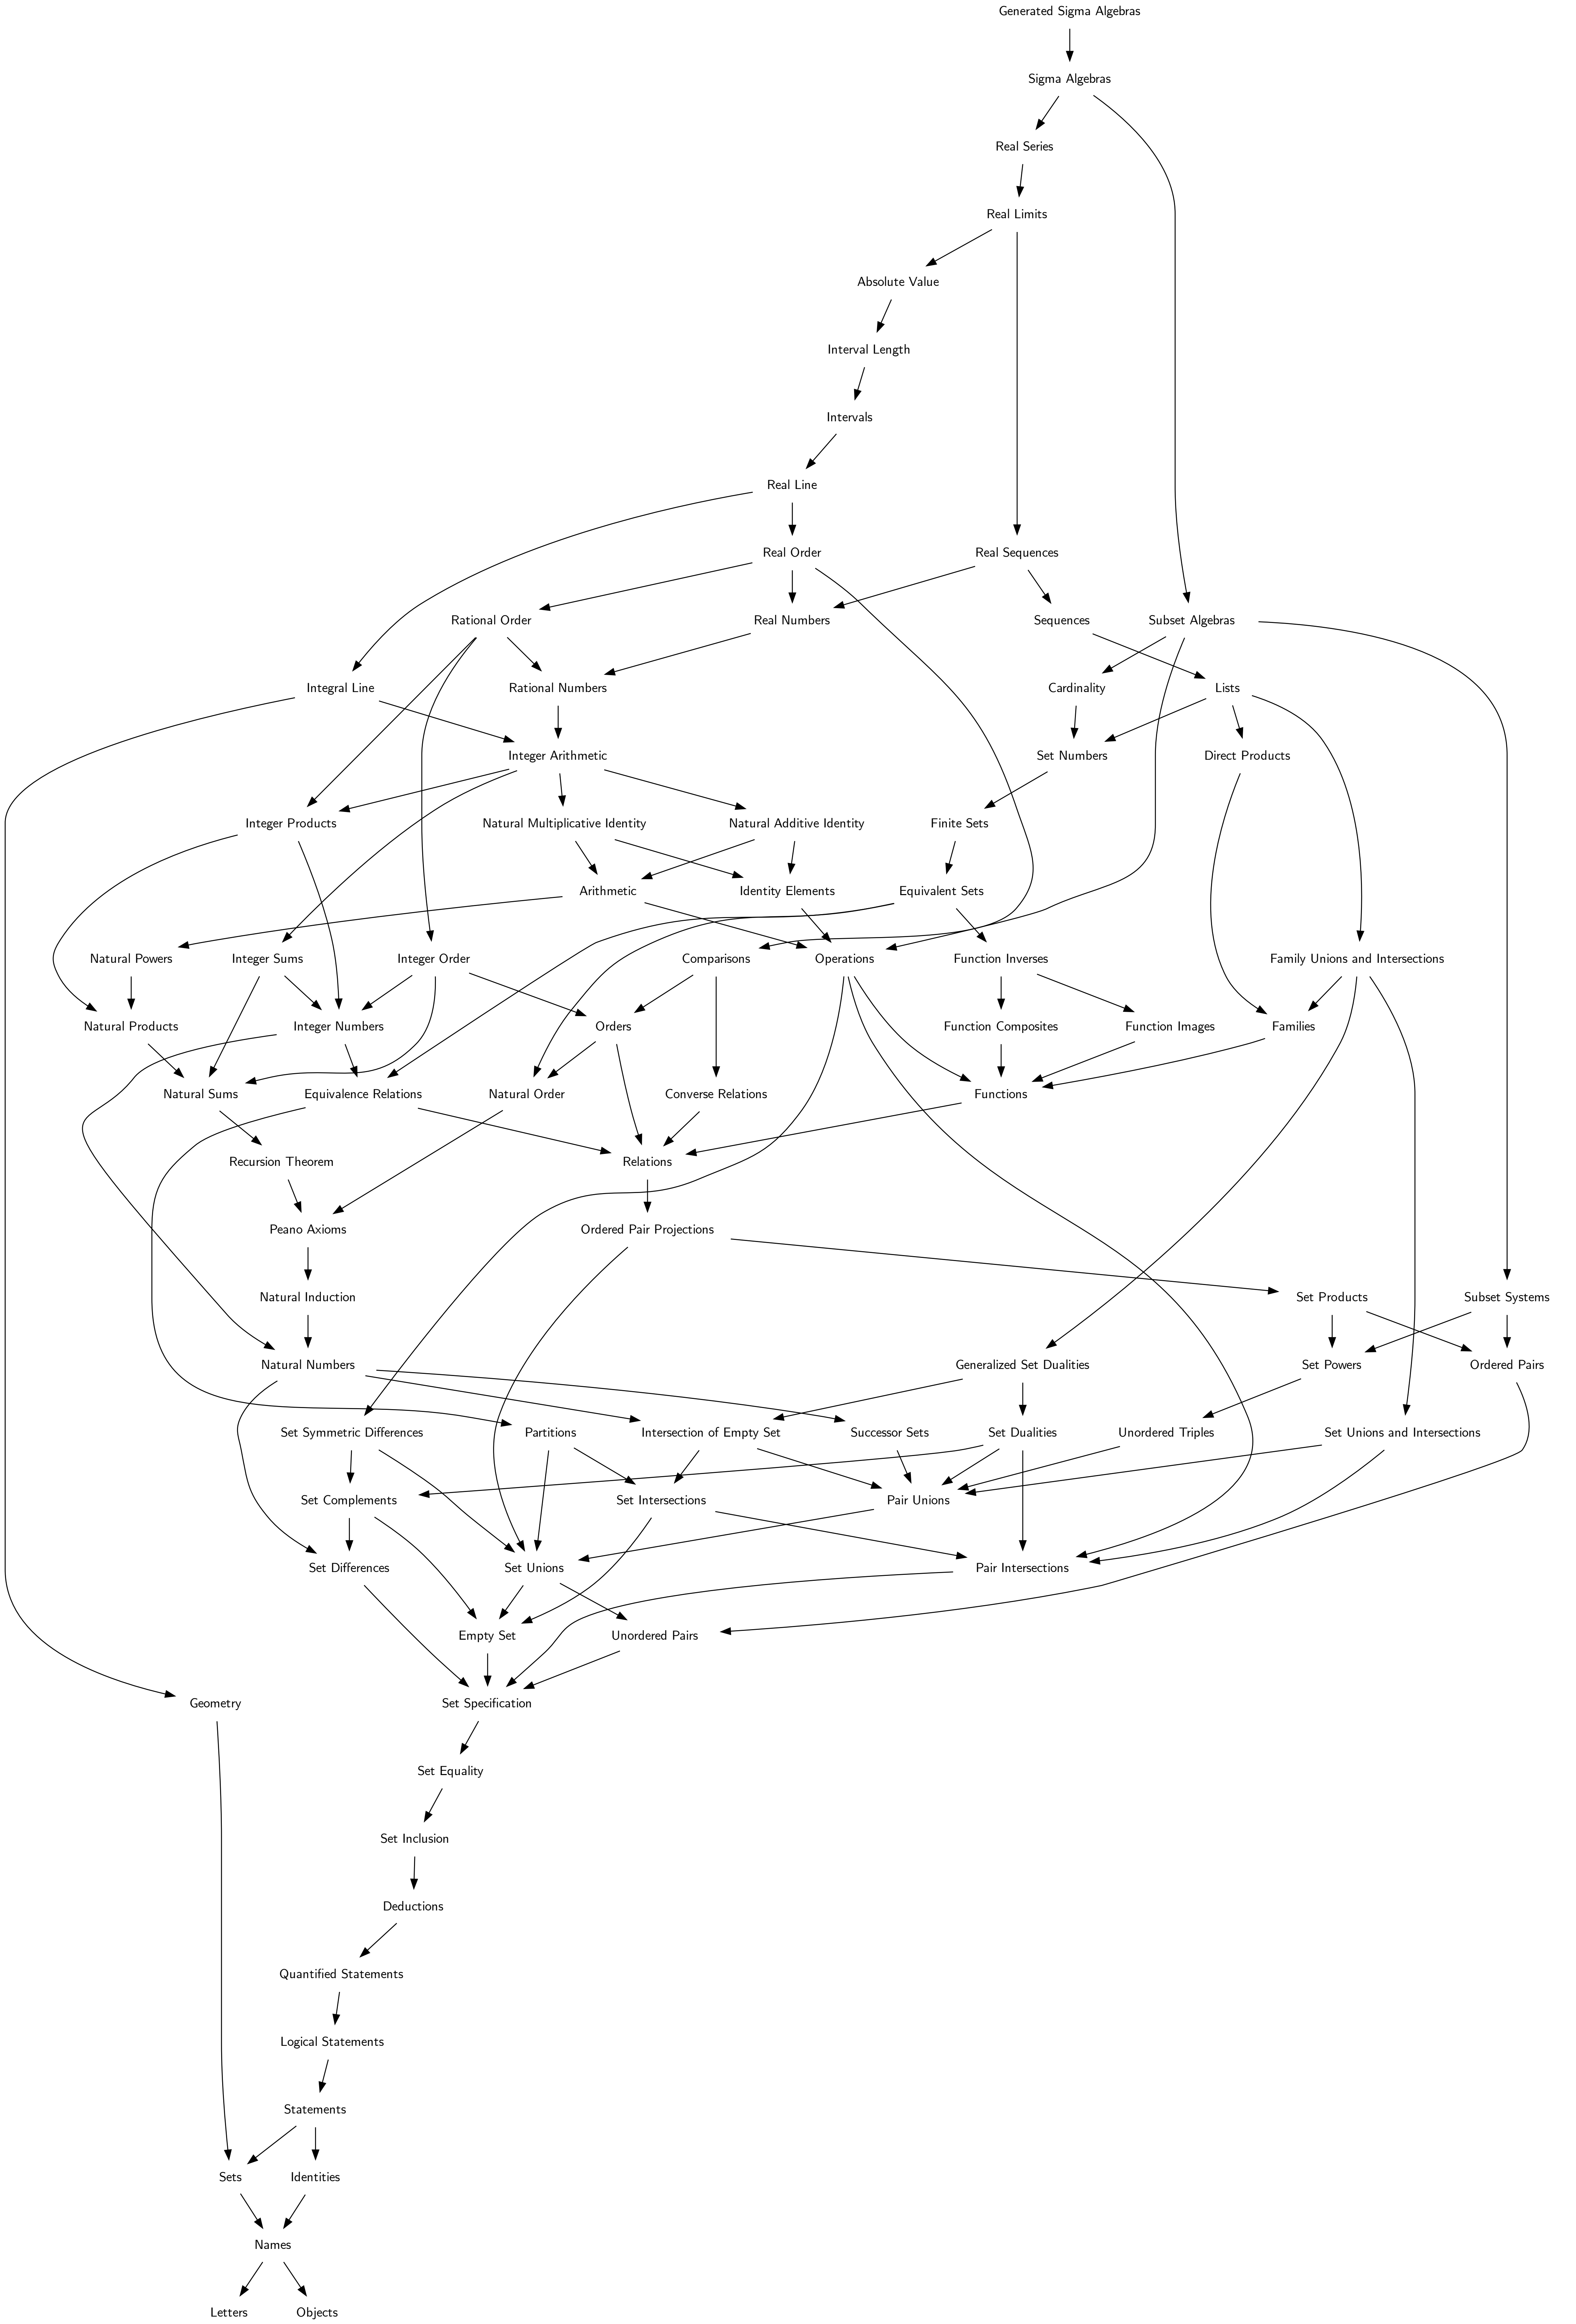 Generated Sigma Algebras
Sigma Algebras
Real Series
Real Limits
Absolute Value
Interval Length
Intervals
Real Line
Real Order
Real Sequences
Rational Order
Real Numbers
Sequences
Subset Algebras
Integral Line
Rational Numbers
Cardinality
Lists
Integer Arithmetic
Set Numbers
Direct Products
Integer Products
Natural Multiplicative Identity
Natural Additive Identity
Finite Sets
Arithmetic
Identity Elements
Equivalent Sets
Natural Powers
Integer Sums
Integer Order
Comparisons
Operations
Function Inverses
Family Unions and Intersections
Natural Products
Integer Numbers
Orders
Function Composites
Function Images
Families
Natural Sums
Equivalence Relations
Natural Order
Converse Relations
Functions
Recursion Theorem
Relations
Peano Axioms
Ordered Pair Projections
Natural Induction
Set Products
Subset Systems
Natural Numbers
Generalized Set Dualities
Set Powers
Ordered Pairs
Set Symmetric Differences
Partitions
Intersection of Empty Set
Successor Sets
Set Dualities
Unordered Triples
Set Unions and Intersections
Set Complements
Set Intersections
Pair Unions
Set Differences
Set Unions
Pair Intersections
Empty Set
Unordered Pairs
Geometry
Set Specification
Set Equality
Set Inclusion
Deductions
Quantified Statements
Logical Statements
Statements
Sets
Identities
Names
Letters
Objects